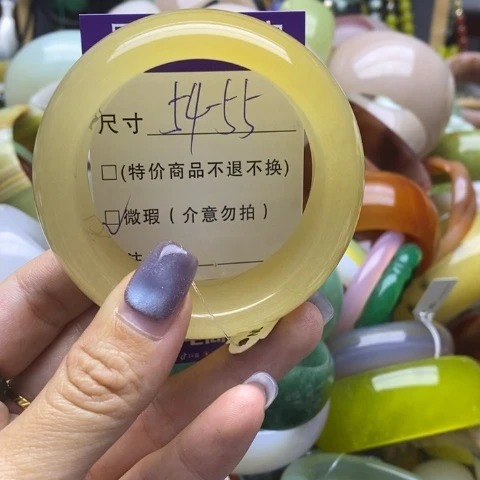 尺寸 54-55
□(特价商品不退不换)
☑微瑕(介意勿拍)